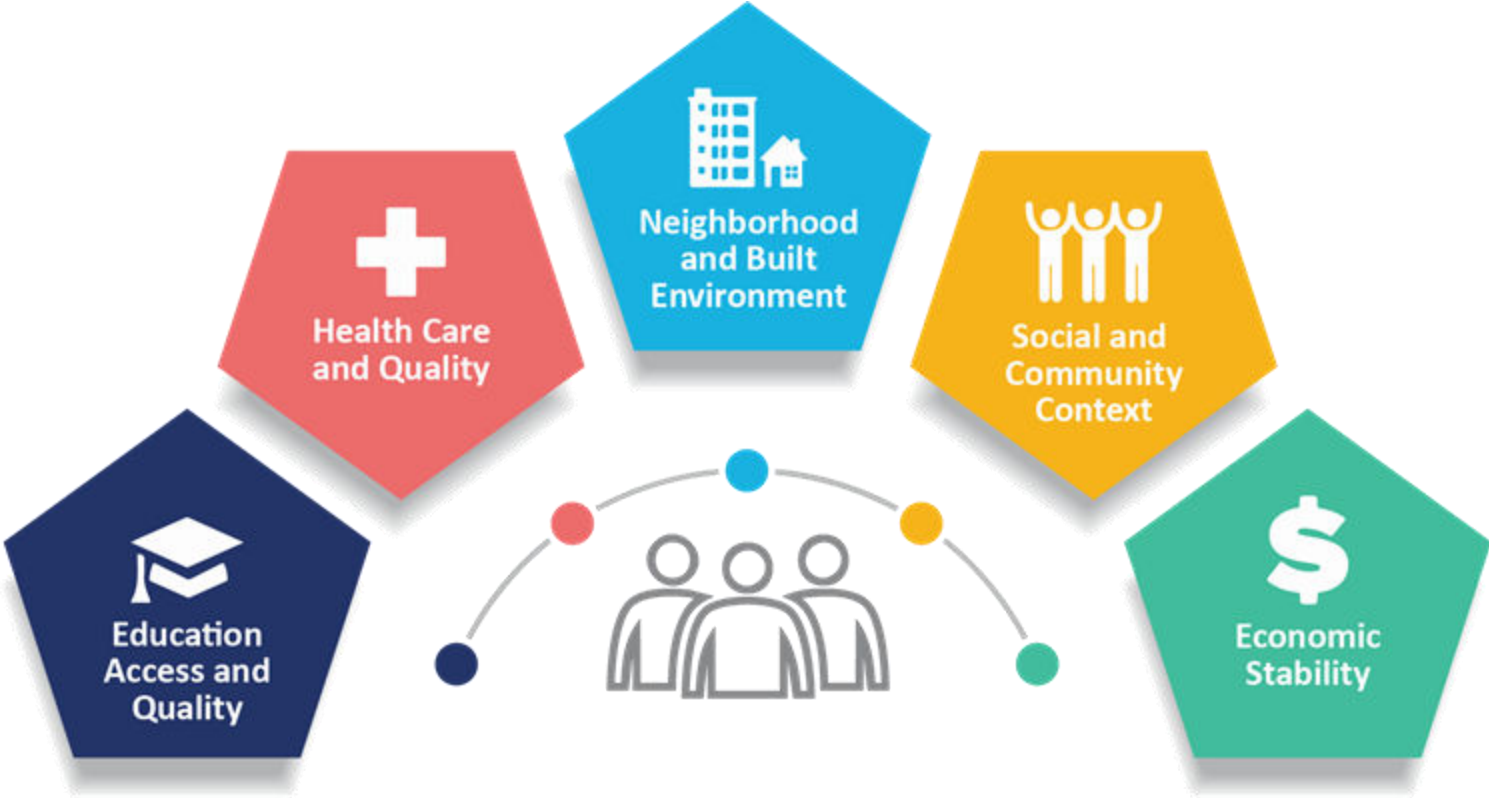 Education
Access and
Quality
Health Care
and Quality
Neighborhood
and Built
Environment
Social and
Community
Context
$
Economic
Stability